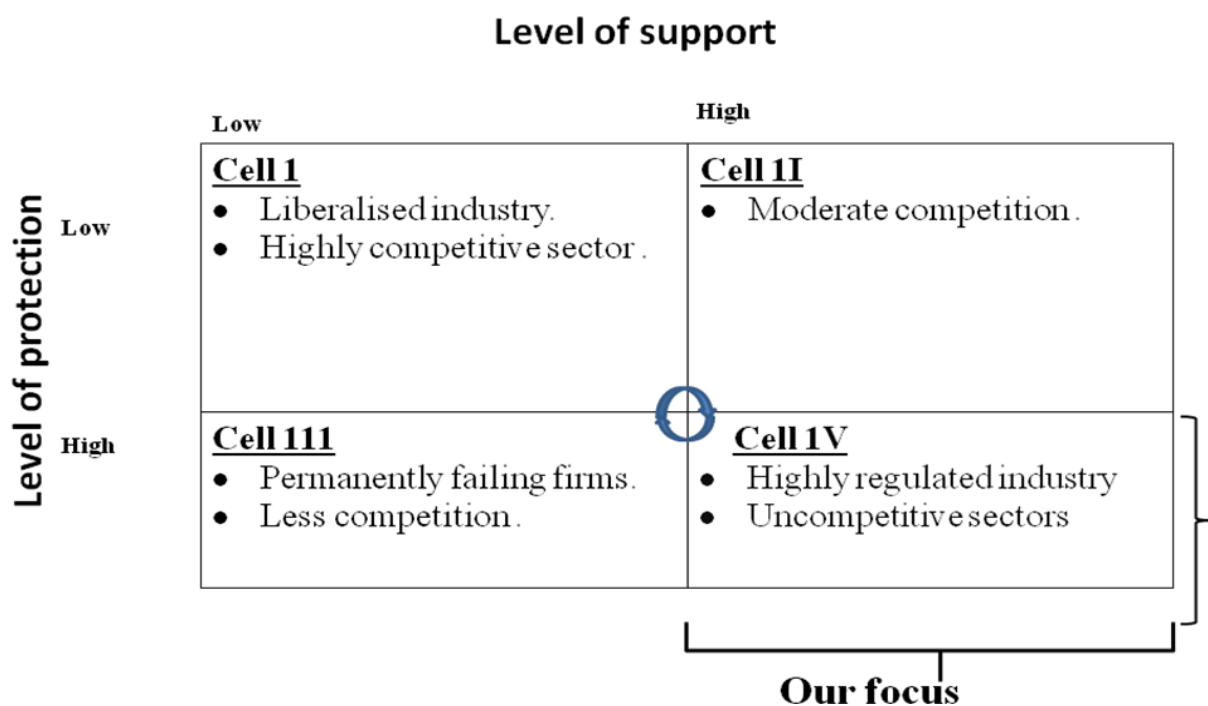 Level of support
Low
High
Level of protection
Low
Cell 1
● Liberalised industry.
● Highly competitive sector .
Cell 1I
● Moderate competition .
High
Cell 111
● Permanently failing firms.
● Less competition .
Cell 1V
● Highly regulated industry
● Uncompetitive sectors
Our focus